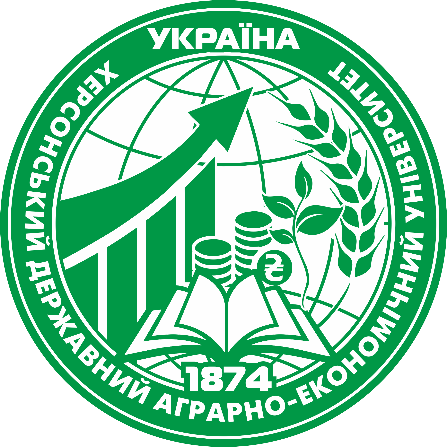 УКРАЇНА
ХЕРСОНСЬКИЙ ДЕРЖАВНИЙ АГРАРНО-ЕКОНОМІЧНИЙ УНІВЕРСИТЕТ
₴
1874